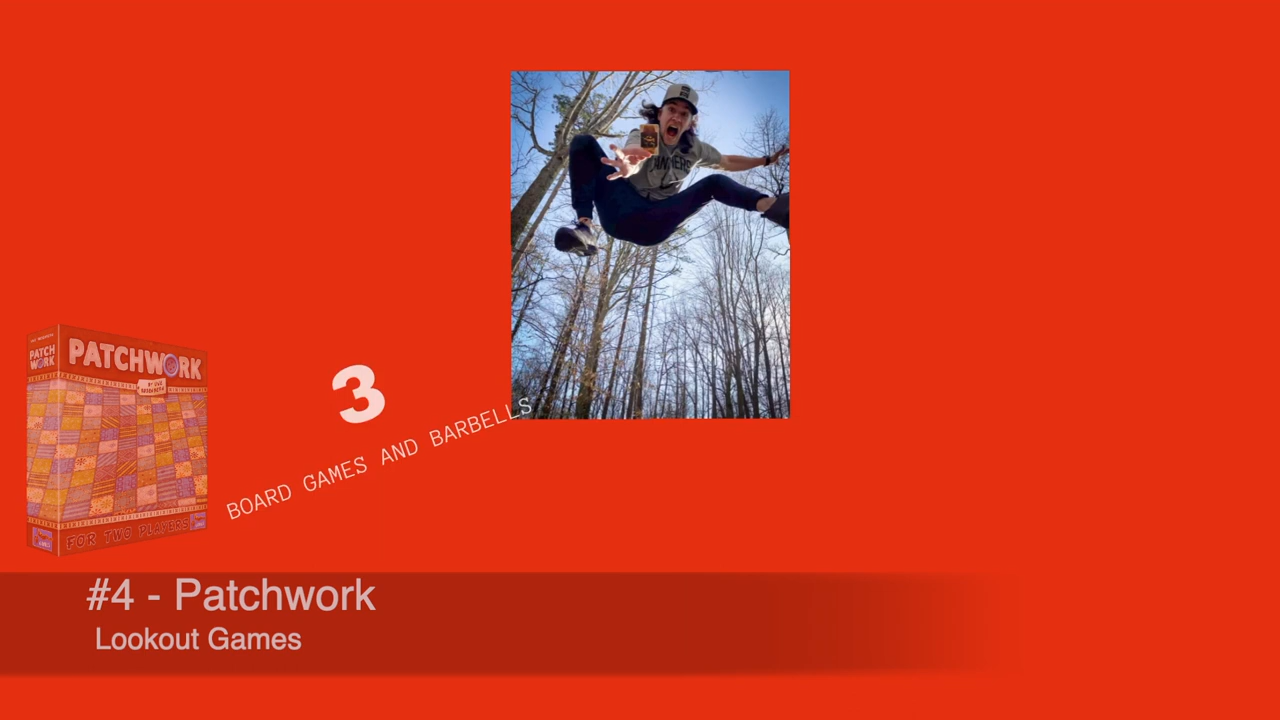 PATCH
WORK
PATCHWORK
FOR TWO PLAYERS
3
BOARD GAMES AND BARBELLS
#4 - Patchwork
Lookout Games